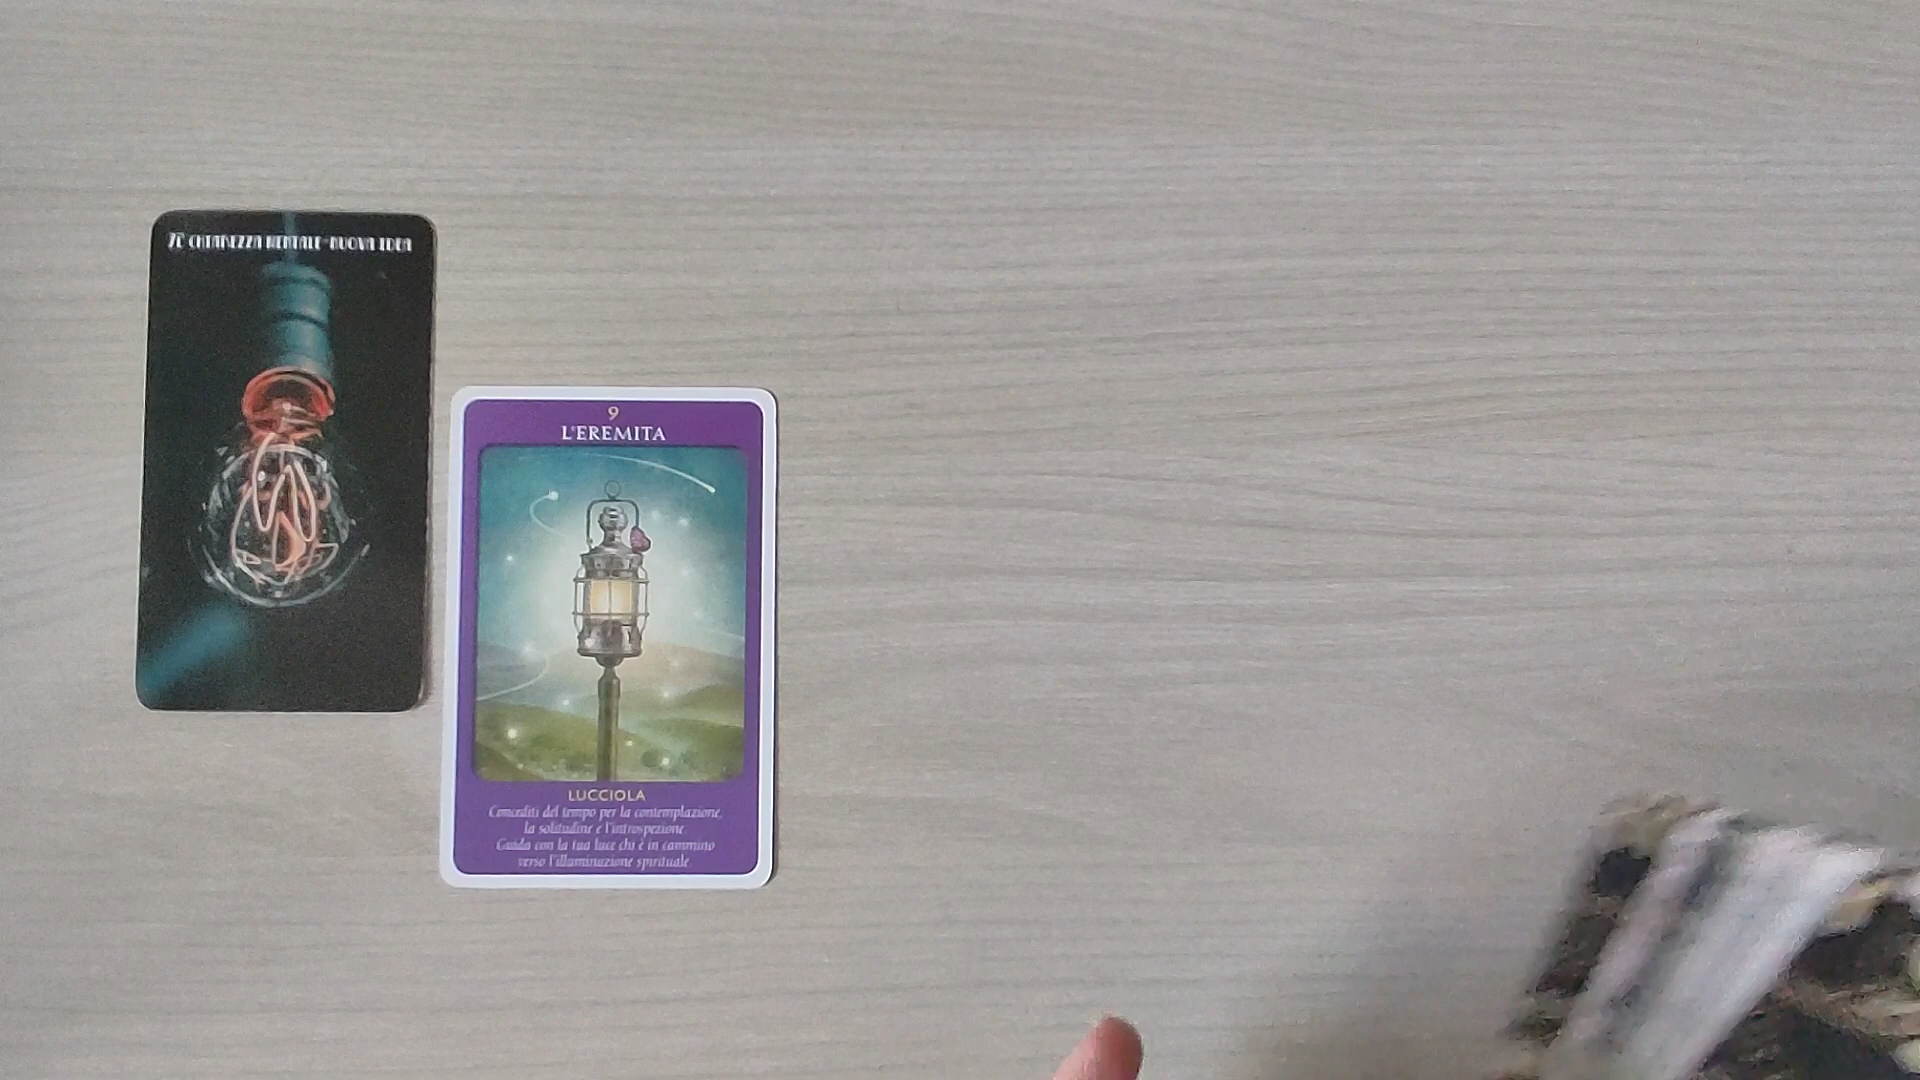 CHIAREZZA MENTALE-NUOVA IDEA
9
L'EREMITA
LUCCIOLA
Concediti del tempo per la contemplazione,
la solitudine e l'introspezione.
Guida con la tua luce chi è in cammino
verso l'illuminazione spirituale.